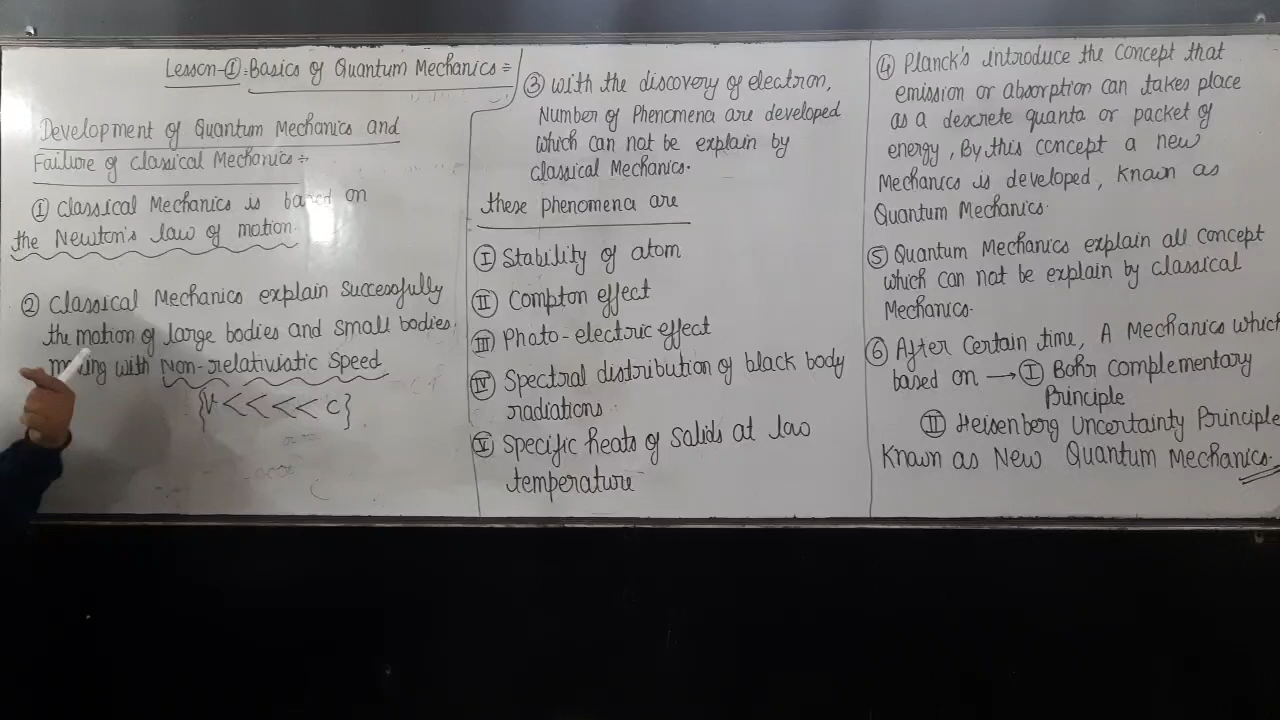 Lesson-① :Basics of Quantum Mechanics :-
Development of Quantum Mechanics and
Failure of classical Mechanics :-
① classical Mechanics is based on
the Newton's law of motion.
② classical Mechanics explain Successfully
the motion of large bodies and small bodies
moving with Non-relativistic Speed
{v <<<< c}
③ with the discovery of electron,
Number of Phenomena are developed
which can not be explain by
classical Mechanics.
these phenomena are
Ⓘ Stability of atom
Ⅱ Compton effect
Ⅲ Photo-electric effect
Ⅳ Spectral distribution of black body
radiations
Ⅴ Specific heats of Solids at low
temperature
④ Planck's introduce the concept that
emission or absorption can takes place
as a descrete quanta or packet of
energy, By this concept a new
Mechanics is developed, Known as
Quantum Mechanics.
⑤ Quantum Mechanics explain all concept
which can not be explain by classical
Mechanics.
⑥ After Certain time, A Mechanics which
based on → Ⓘ Bohr complementary
Principle
Ⅱ Heisenberg Uncertainty Principle
Known as New Quantum Mechanics.